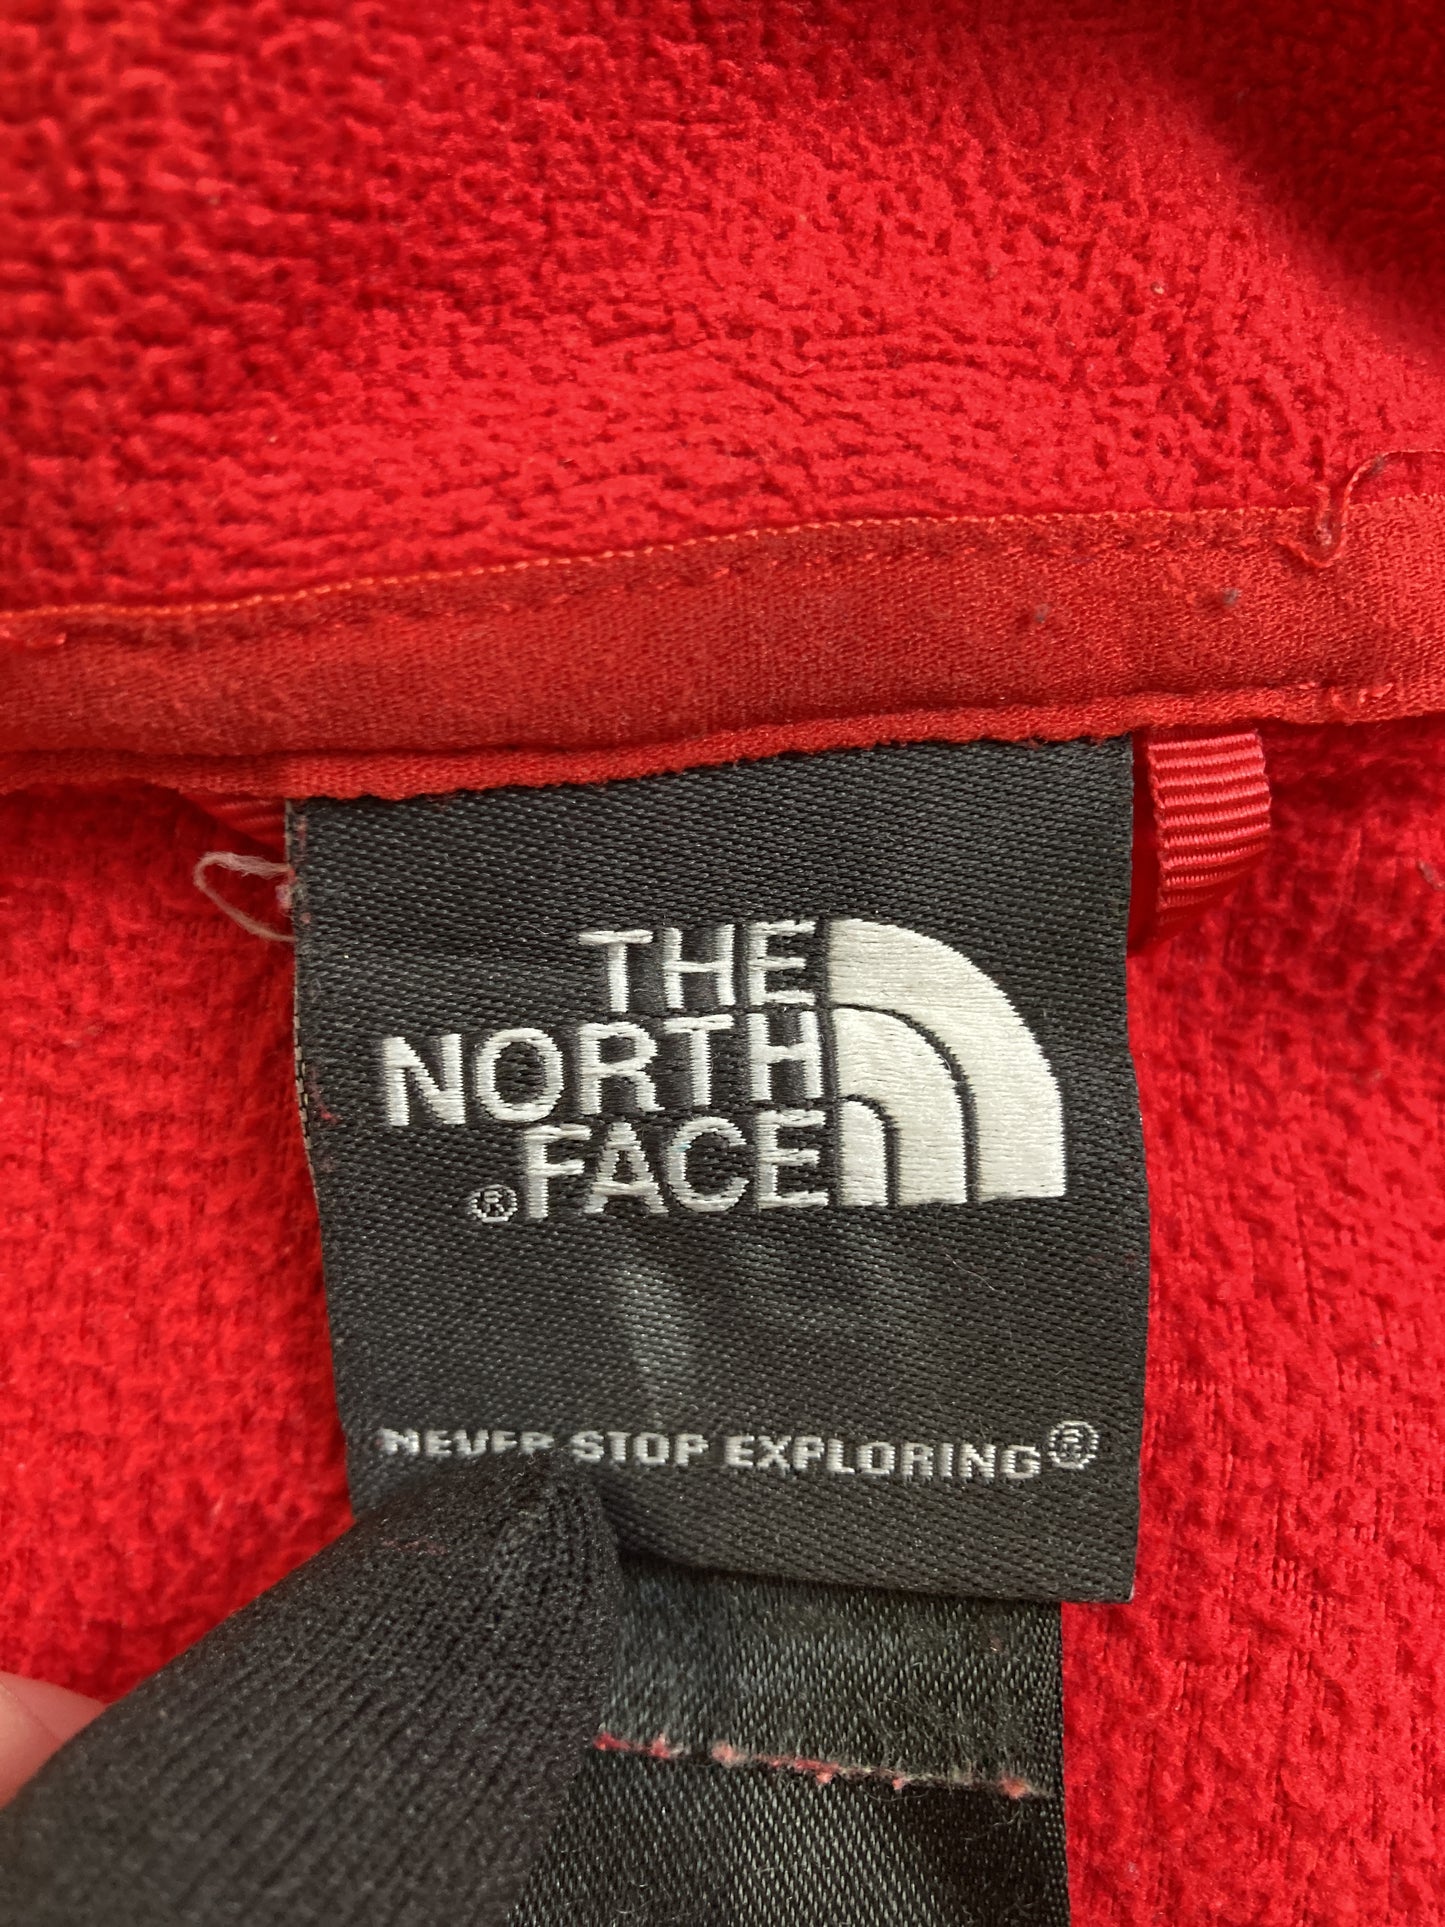 THE
NORTH
® FACE
NEVER STOP EXPLORING®